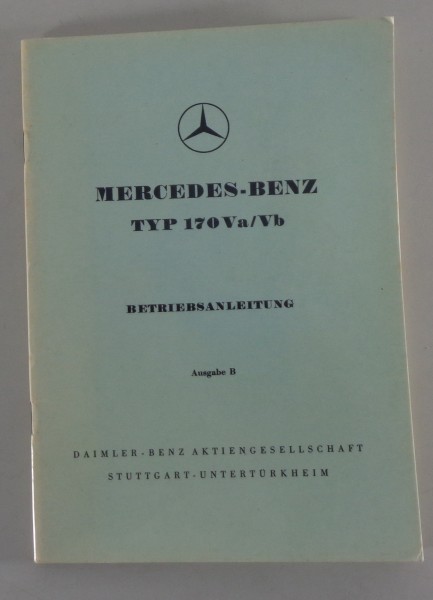 MERCEDES-BENZ
TYP 170 Va/Vb
BETRIEBSANLEITUNG
Ausgabe B
DAIMLER-BENZ AKTIENGESELLSCHAFT
STUTTGART-UNTERTÜRKHEIM